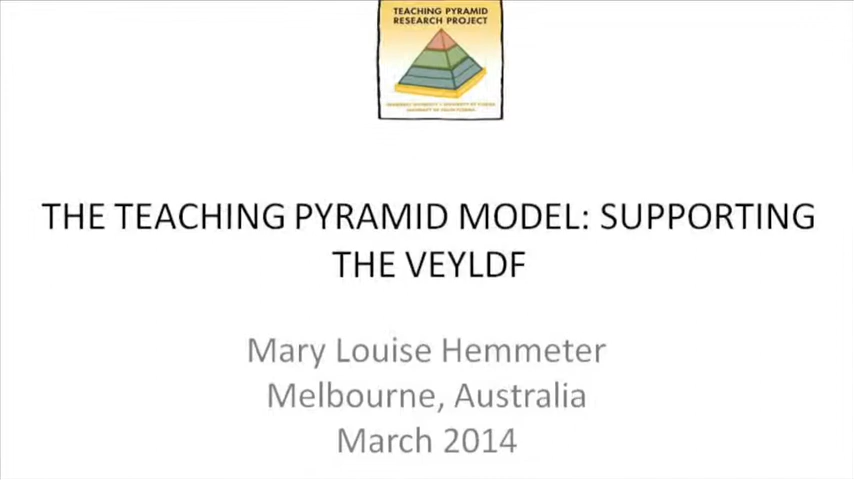 TEACHING PYRAMID
RESEARCH PROJECT
THE TEACHING PYRAMID MODEL: SUPPORTING
THE VEYLDF
Mary Louise Hemmeter
Melbourne, Australia
March 2014